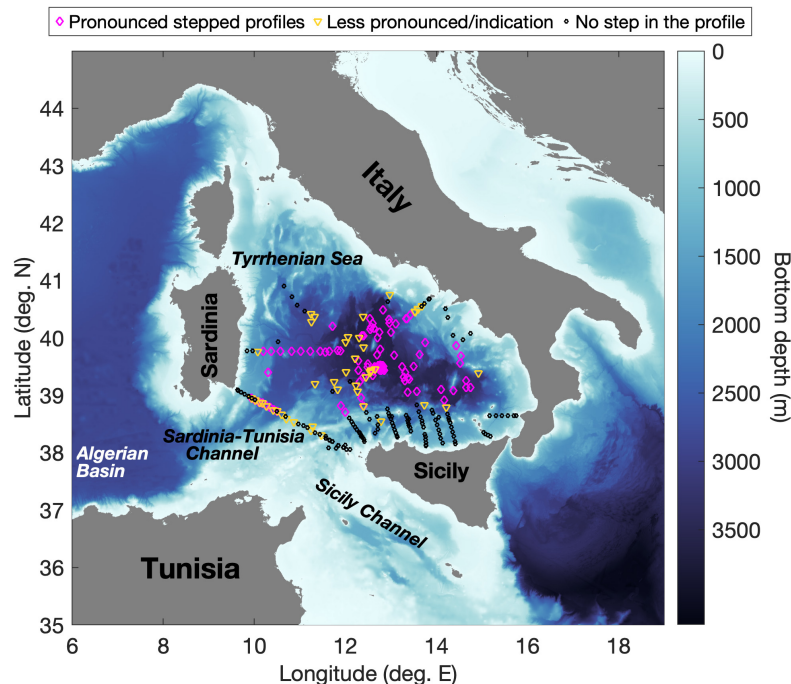 Pronounced stepped profiles
Less pronounced/indication
No step in the profile
44
43
42
41
40
39
38
37
36
35
6
8
10
12
14
16
18
Latitude (deg. N)
Longitude (deg. E)
Italy
Tyrrhenian Sea
Sardinia
Sardinia-Tunisia
Channel
Algerian
Basin
Sicily
Sicily Channel
Tunisia
0
500
1000
1500
2000
2500
3000
3500
Bottom depth (m)